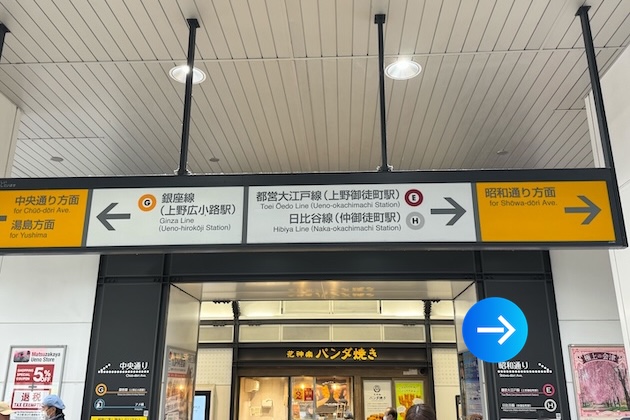 中央通り方面
for Chūō-dōri Ave.
湯島方面
for Yushima
G
銀座線
(上野広小路駅)
Ginza Line
(Ueno-hirokōji Station)
都営大江戸線(上野御徒町駅)
Toei Ōedo Line (Ueno-okachimachi Station)
E
日比谷線(仲御徒町駅)
Hibiya Line (Naka-okachimachi Station)
H
昭和通り方面
for Shōwa-dōri Ave.
パンダ焼き
Matsuzakaya
Ueno Store
5%
退税
中央通り
G
昭和通り
E
H